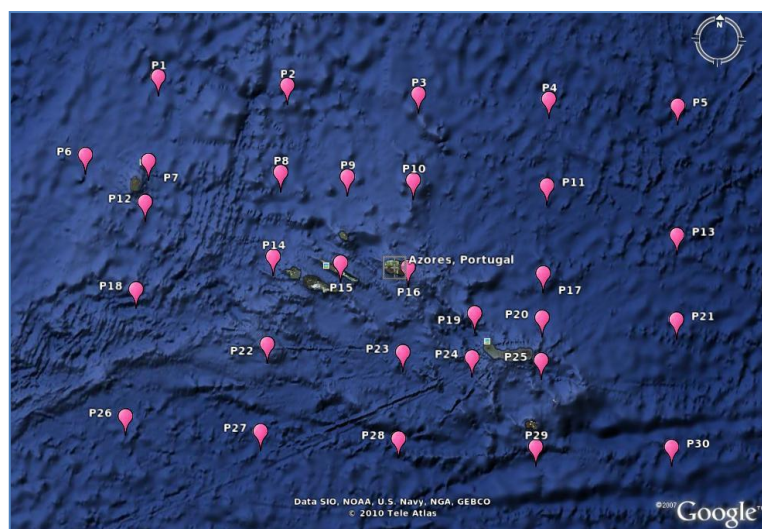 N
P1
P2
P3
P4
P5
P6
P7
P8
P9
P10
P11
P12
P13
P14
Azores, Portugal
P15
P16
P17
P18
P19
P20
P21
P22
P23
P24
P25
P26
P27
P28
P29
P30
Data SIO, NOAA, U.S. Navy, NGA, GEBCO
© 2010 Tele Atlas
©2007 Google™